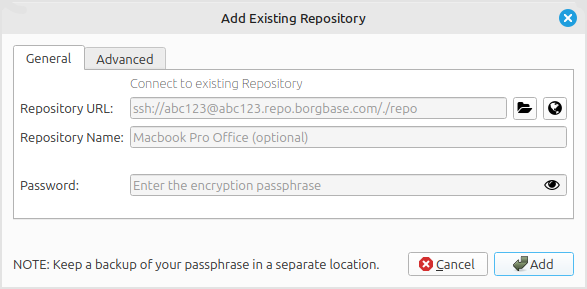 Add Existing Repository
General
Advanced
Connect to existing Repository
Repository URL: ssh://abc123@abc123.repo.borgbase.com/./repo
Repository Name: Macbook Pro Office (optional)
Password: Enter the encryption passphrase
NOTE: Keep a backup of your passphrase in a separate location.
Cancel
Add